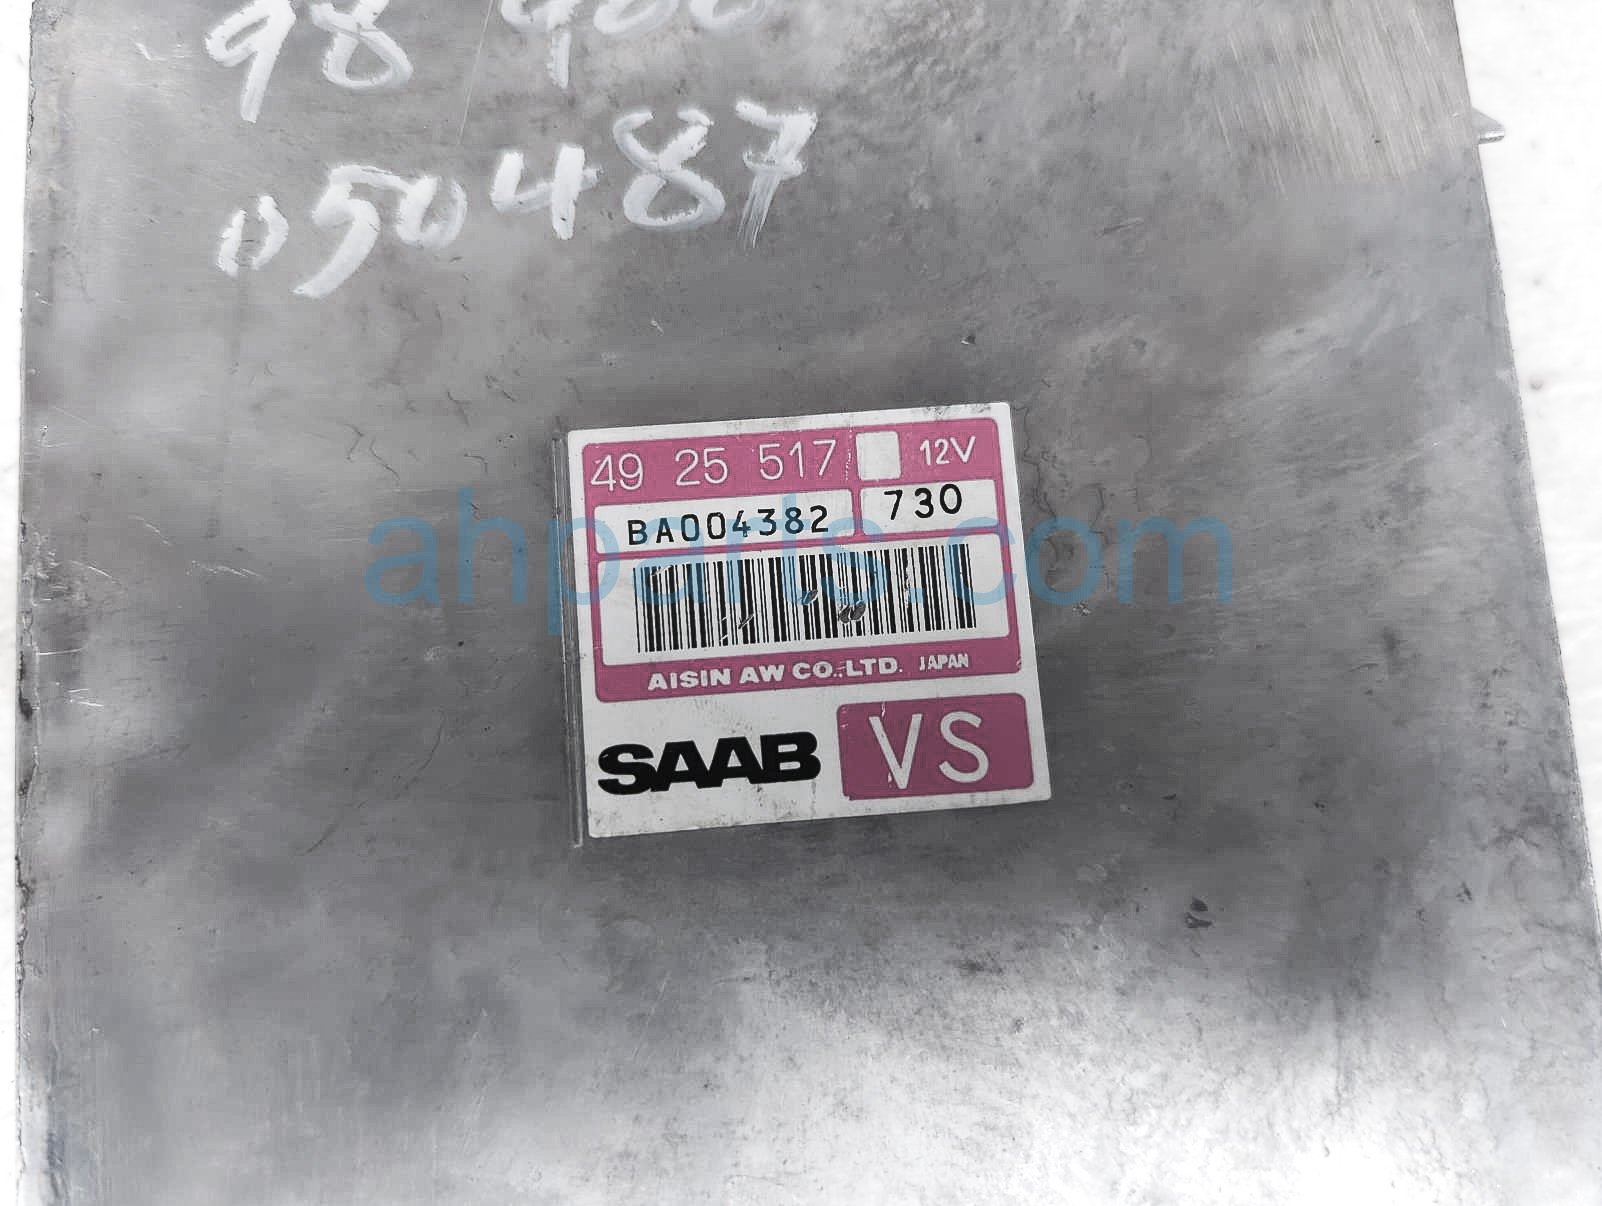 98 900
050487
49 25 517 12V
BA004382 730
ahparts.com
AISIN AW CO.,LTD. JAPAN
SAAB VS